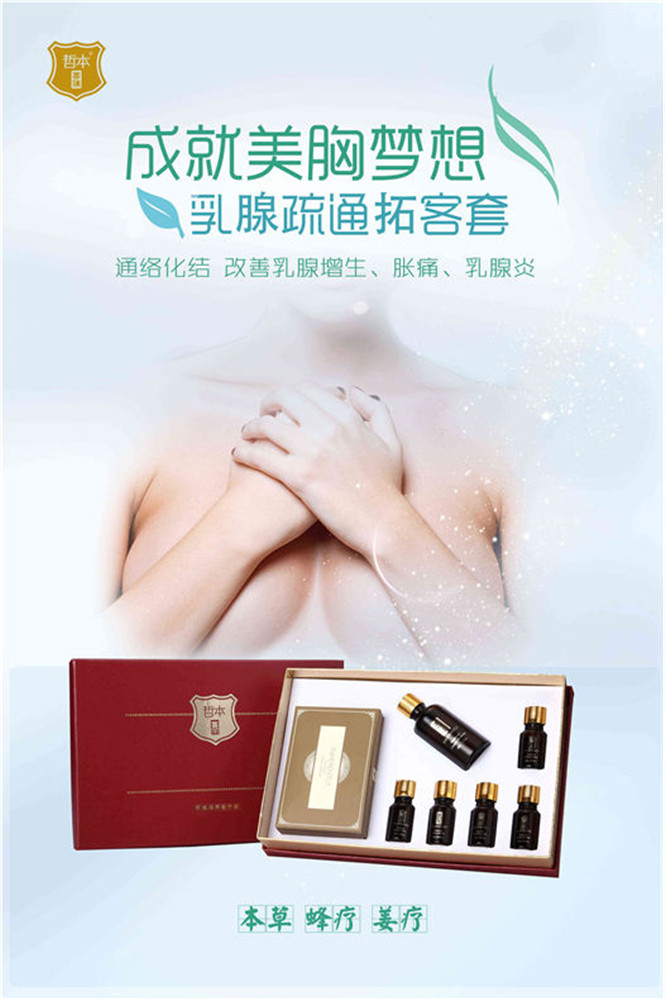 哲本
成就美胸梦想
乳腺疏通拓客套
通络化结 改善乳腺增生、胀痛、乳腺炎
哲本
本草 蜂疗 姜疗